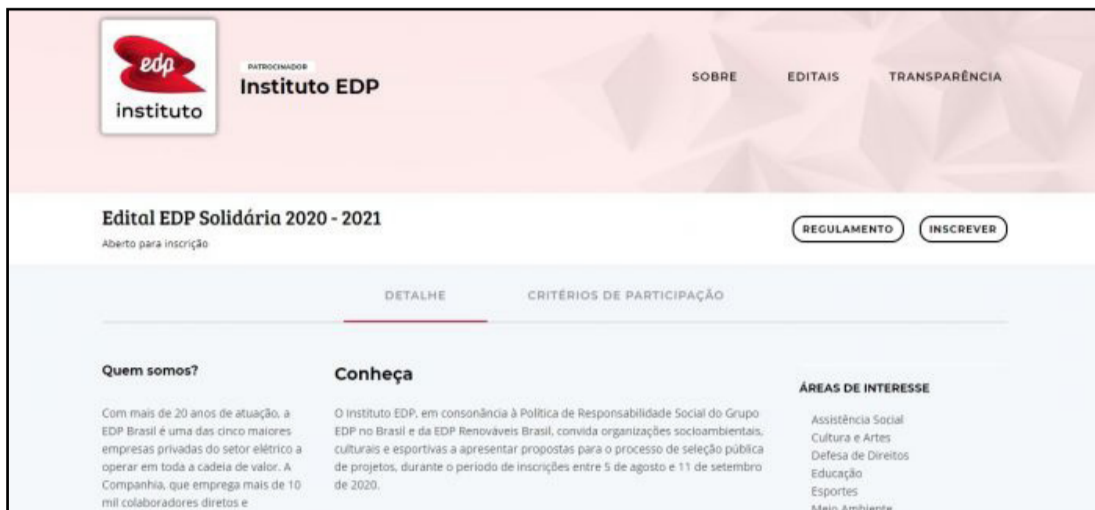 edp
instituto
PATROCINADOR
Instituto EDP
SOBRE EDITAIS TRANSPARÊNCIA
Edital EDP Solidária 2020 - 2021
Aberto para inscrição
REGULAMENTO INSCREVER
DETALHE CRITÉRIOS DE PARTICIPAÇÃO
Quem somos?
Com mais de 20 anos de atuação, a
EDP Brasil é uma das cinco maiores
empresas privadas do setor elétrico a
operar em toda a cadeia de valor. A
Companhia, que emprega mais de 10
mil colaboradores diretos e
Conheça
O Instituto EDP, em consonância à Política de Responsabilidade Social do Grupo
EDP no Brasil e da EDP Renováveis Brasil, convida organizações socioambientais,
culturais e esportivas a apresentar propostas para o processo de seleção pública
de projetos, durante o período de inscrições entre 5 de agosto e 11 de setembro
de 2020.
ÁREAS DE INTERESSE
Assistência Social
Cultura e Artes
Defesa de Direitos
Educação
Esportes
Meio Ambiente